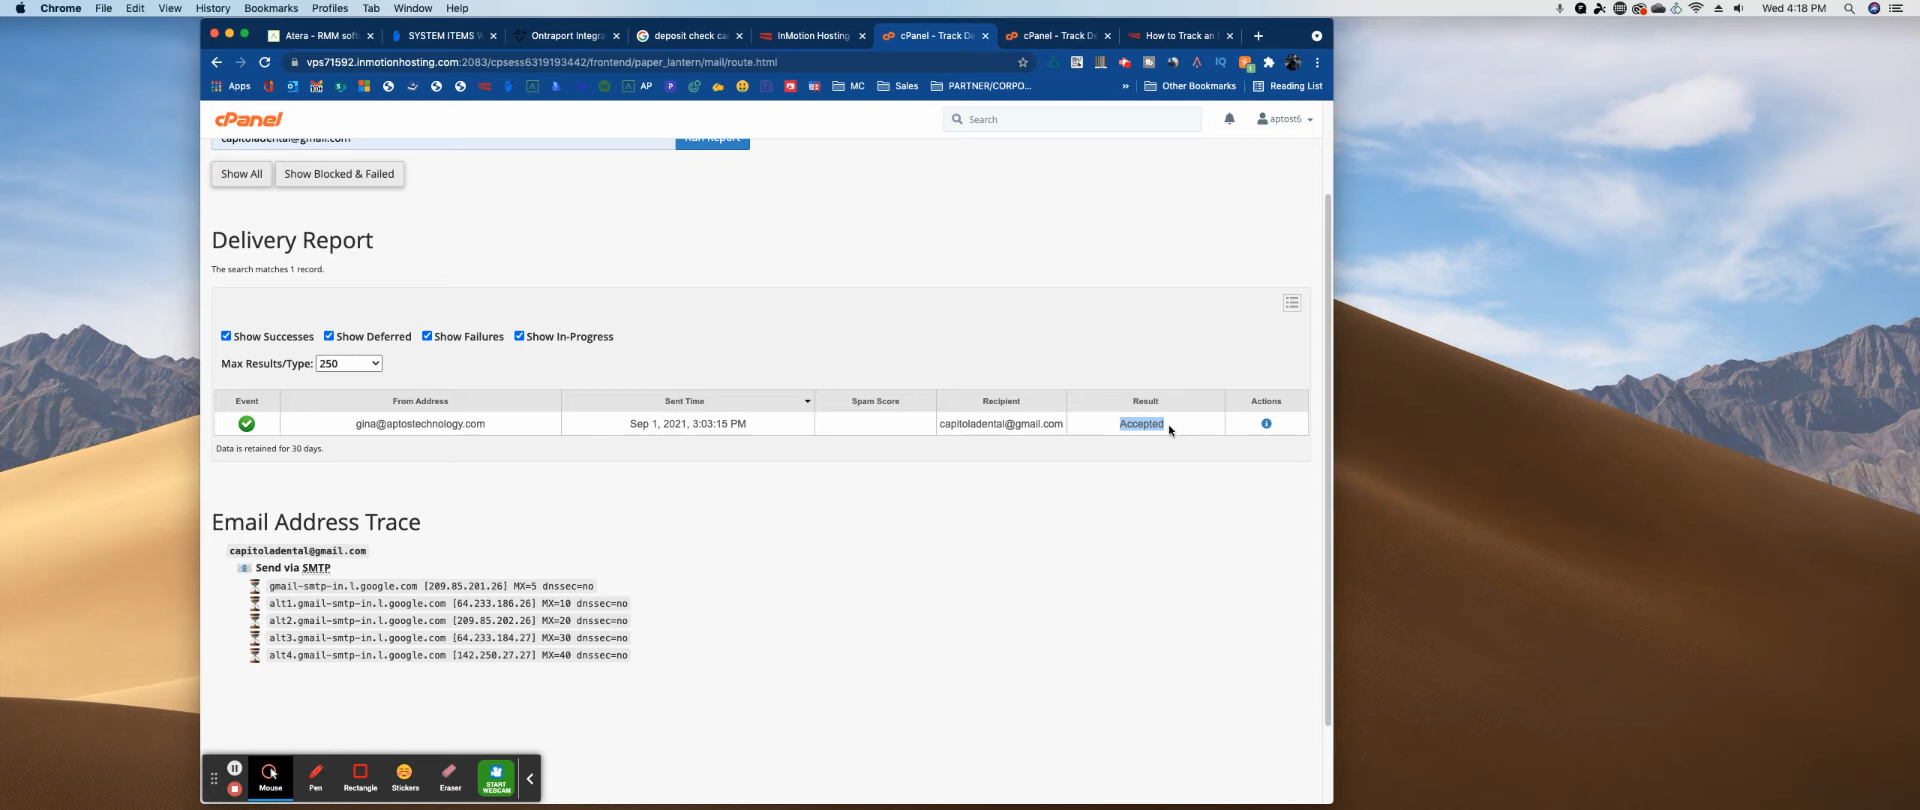 Chrome File Edit View History Bookmarks Profiles Tab Window Help Wed 4:18 PM
Atera - RMM soft SYSTEM ITEMS Ontraport Integra deposit check ca InMotion Hosting cPanel - Track De cPanel - Track De How to Track an
vps71592.inmotionhosting.com:2083/cpsess6319193442/frontend/paper_lantern/mail/route.html
Apps AP MC Sales PARTNER/CORPO... » Other Bookmarks Reading List
cPanel Search aptost6
capitoladental@gmail.com Run Report
Show All Show Blocked & Failed
Delivery Report
The search matches 1 record.
Show Successes Show Deferred Show Failures Show In-Progress
Max Results/Type: 250
Event From Address Sent Time Spam Score Recipient Result Actions
gina@aptostechnology.com Sep 1, 2021, 3:03:15 PM capitoladental@gmail.com Accepted
Data is retained for 30 days.
Email Address Trace
capitoladental@gmail.com
Send via SMTP
gmail-smtp-in.l.google.com [209.85.201.26] MX=5 dnssec=no
alt1.gmail-smtp-in.l.google.com [64.233.186.26] MX=10 dnssec=no
alt2.gmail-smtp-in.l.google.com [209.85.202.26] MX=20 dnssec=no
alt3.gmail-smtp-in.l.google.com [64.233.184.27] MX=30 dnssec=no
alt4.gmail-smtp-in.l.google.com [142.250.27.27] MX=40 dnssec=no
Mouse Pen Rectangle Stickers Eraser START WEBCAM